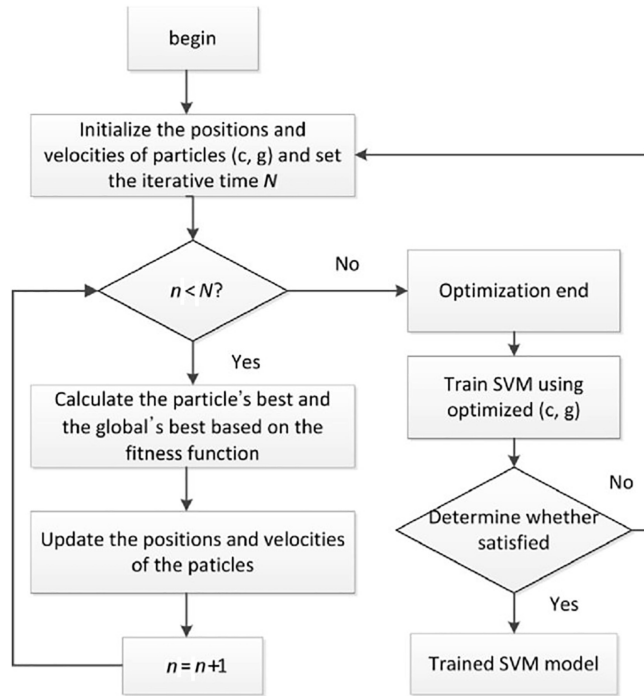 begin
Initialize the positions and
velocities of particles (c, g) and set
the iterative time N
n < N?
No
Optimization end
Yes
Calculate the particle's best and
the global's best based on the
fitness function
Train SVM using
optimized (c, g)
Update the positions and velocities
of the paticles
Determine whether
satisfied
No
Yes
n = n+1
Trained SVM model